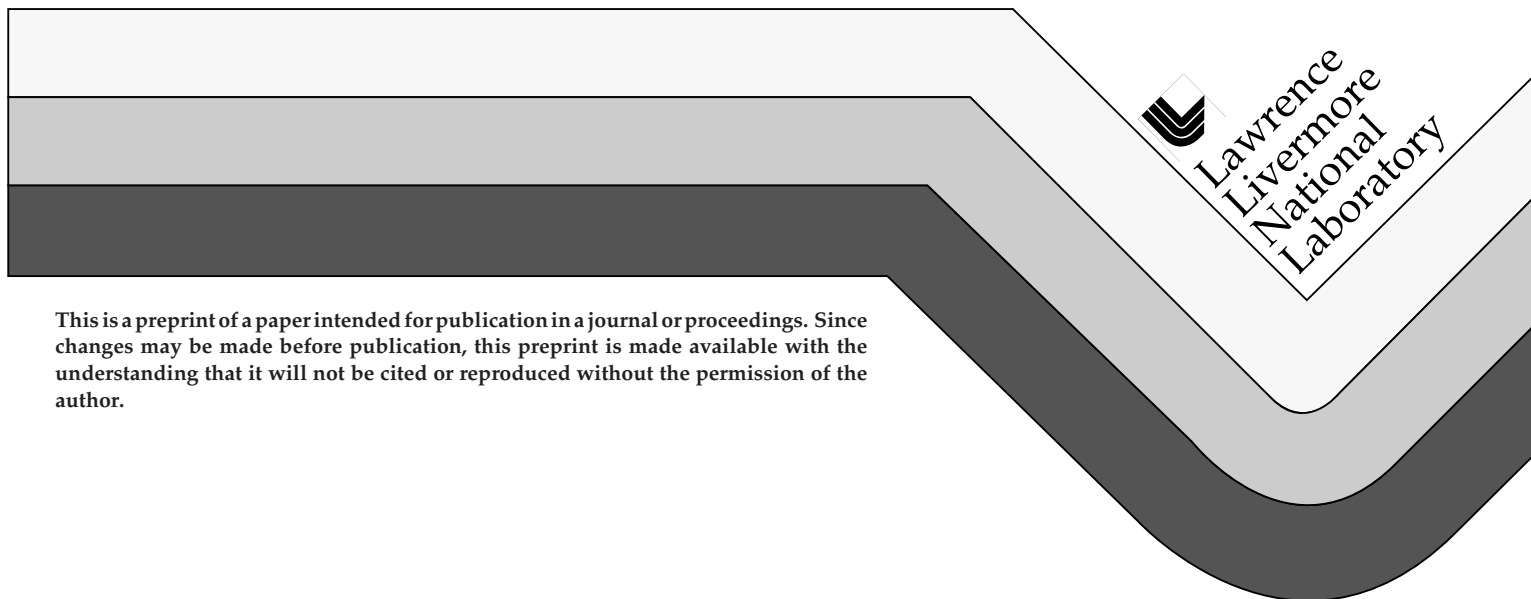 Lawrence
Livermore
National
Laboratory
This is a preprint of a paper intended for publication in a journal or proceedings. Since
changes may be made before publication, this preprint is made available with the
understanding that it will not be cited or reproduced without the permission of the
author.